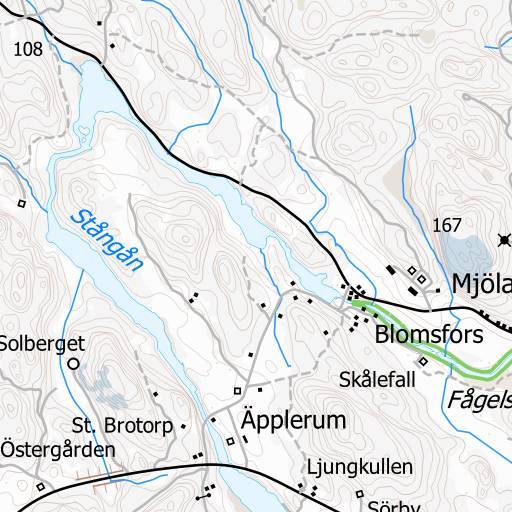 108
Stångån
167
Mjöla
Blomsfors
Solberget
Skålefall
Fågels
St. Brotorp
Äpplerum
Östergården
Ljungkullen
Sörby